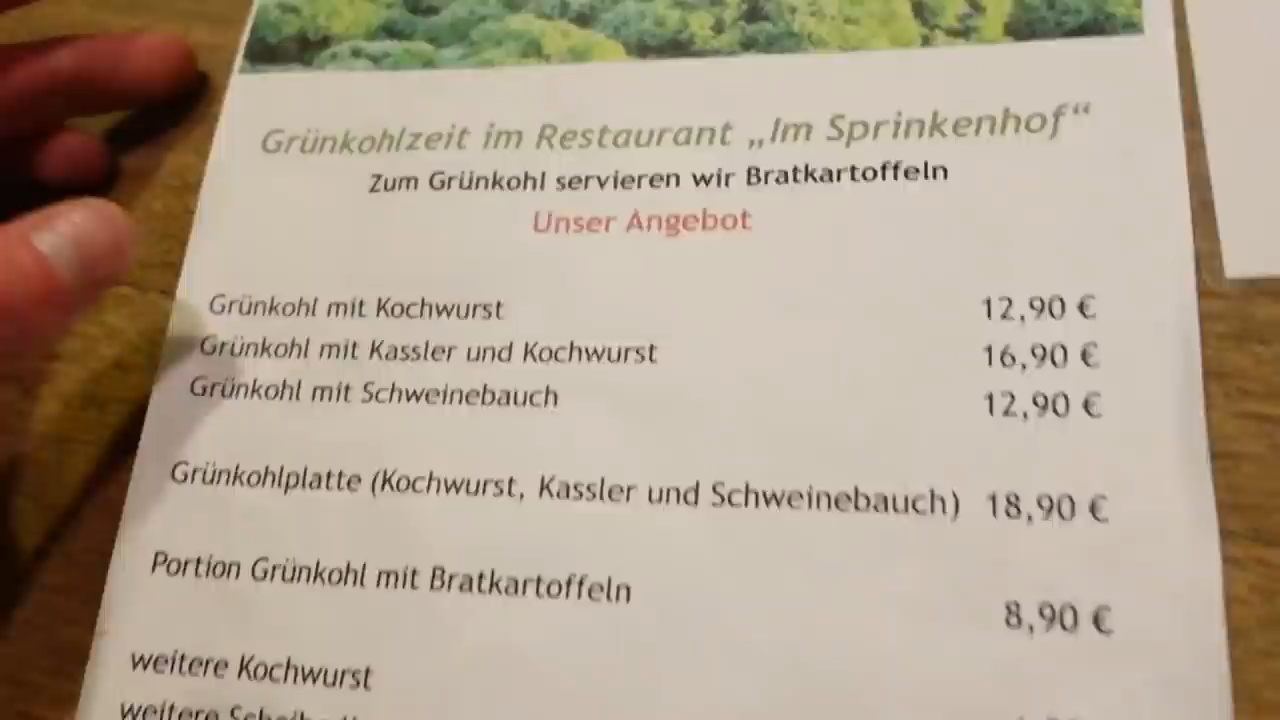 Grünkohlzeit im Restaurant „Im Sprinkenhof“
Zum Grünkohl servieren wir Bratkartoffeln
Unser Angebot
Grünkohl mit Kochwurst 12,90 €
Grünkohl mit Kassler und Kochwurst 16,90 €
Grünkohl mit Schweinebauch 12,90 €
Grünkohlplatte (Kochwurst, Kassler und Schweinebauch) 18,90 €
Portion Grünkohl mit Bratkartoffeln 8,90 €
weitere Kochwurst
weitere